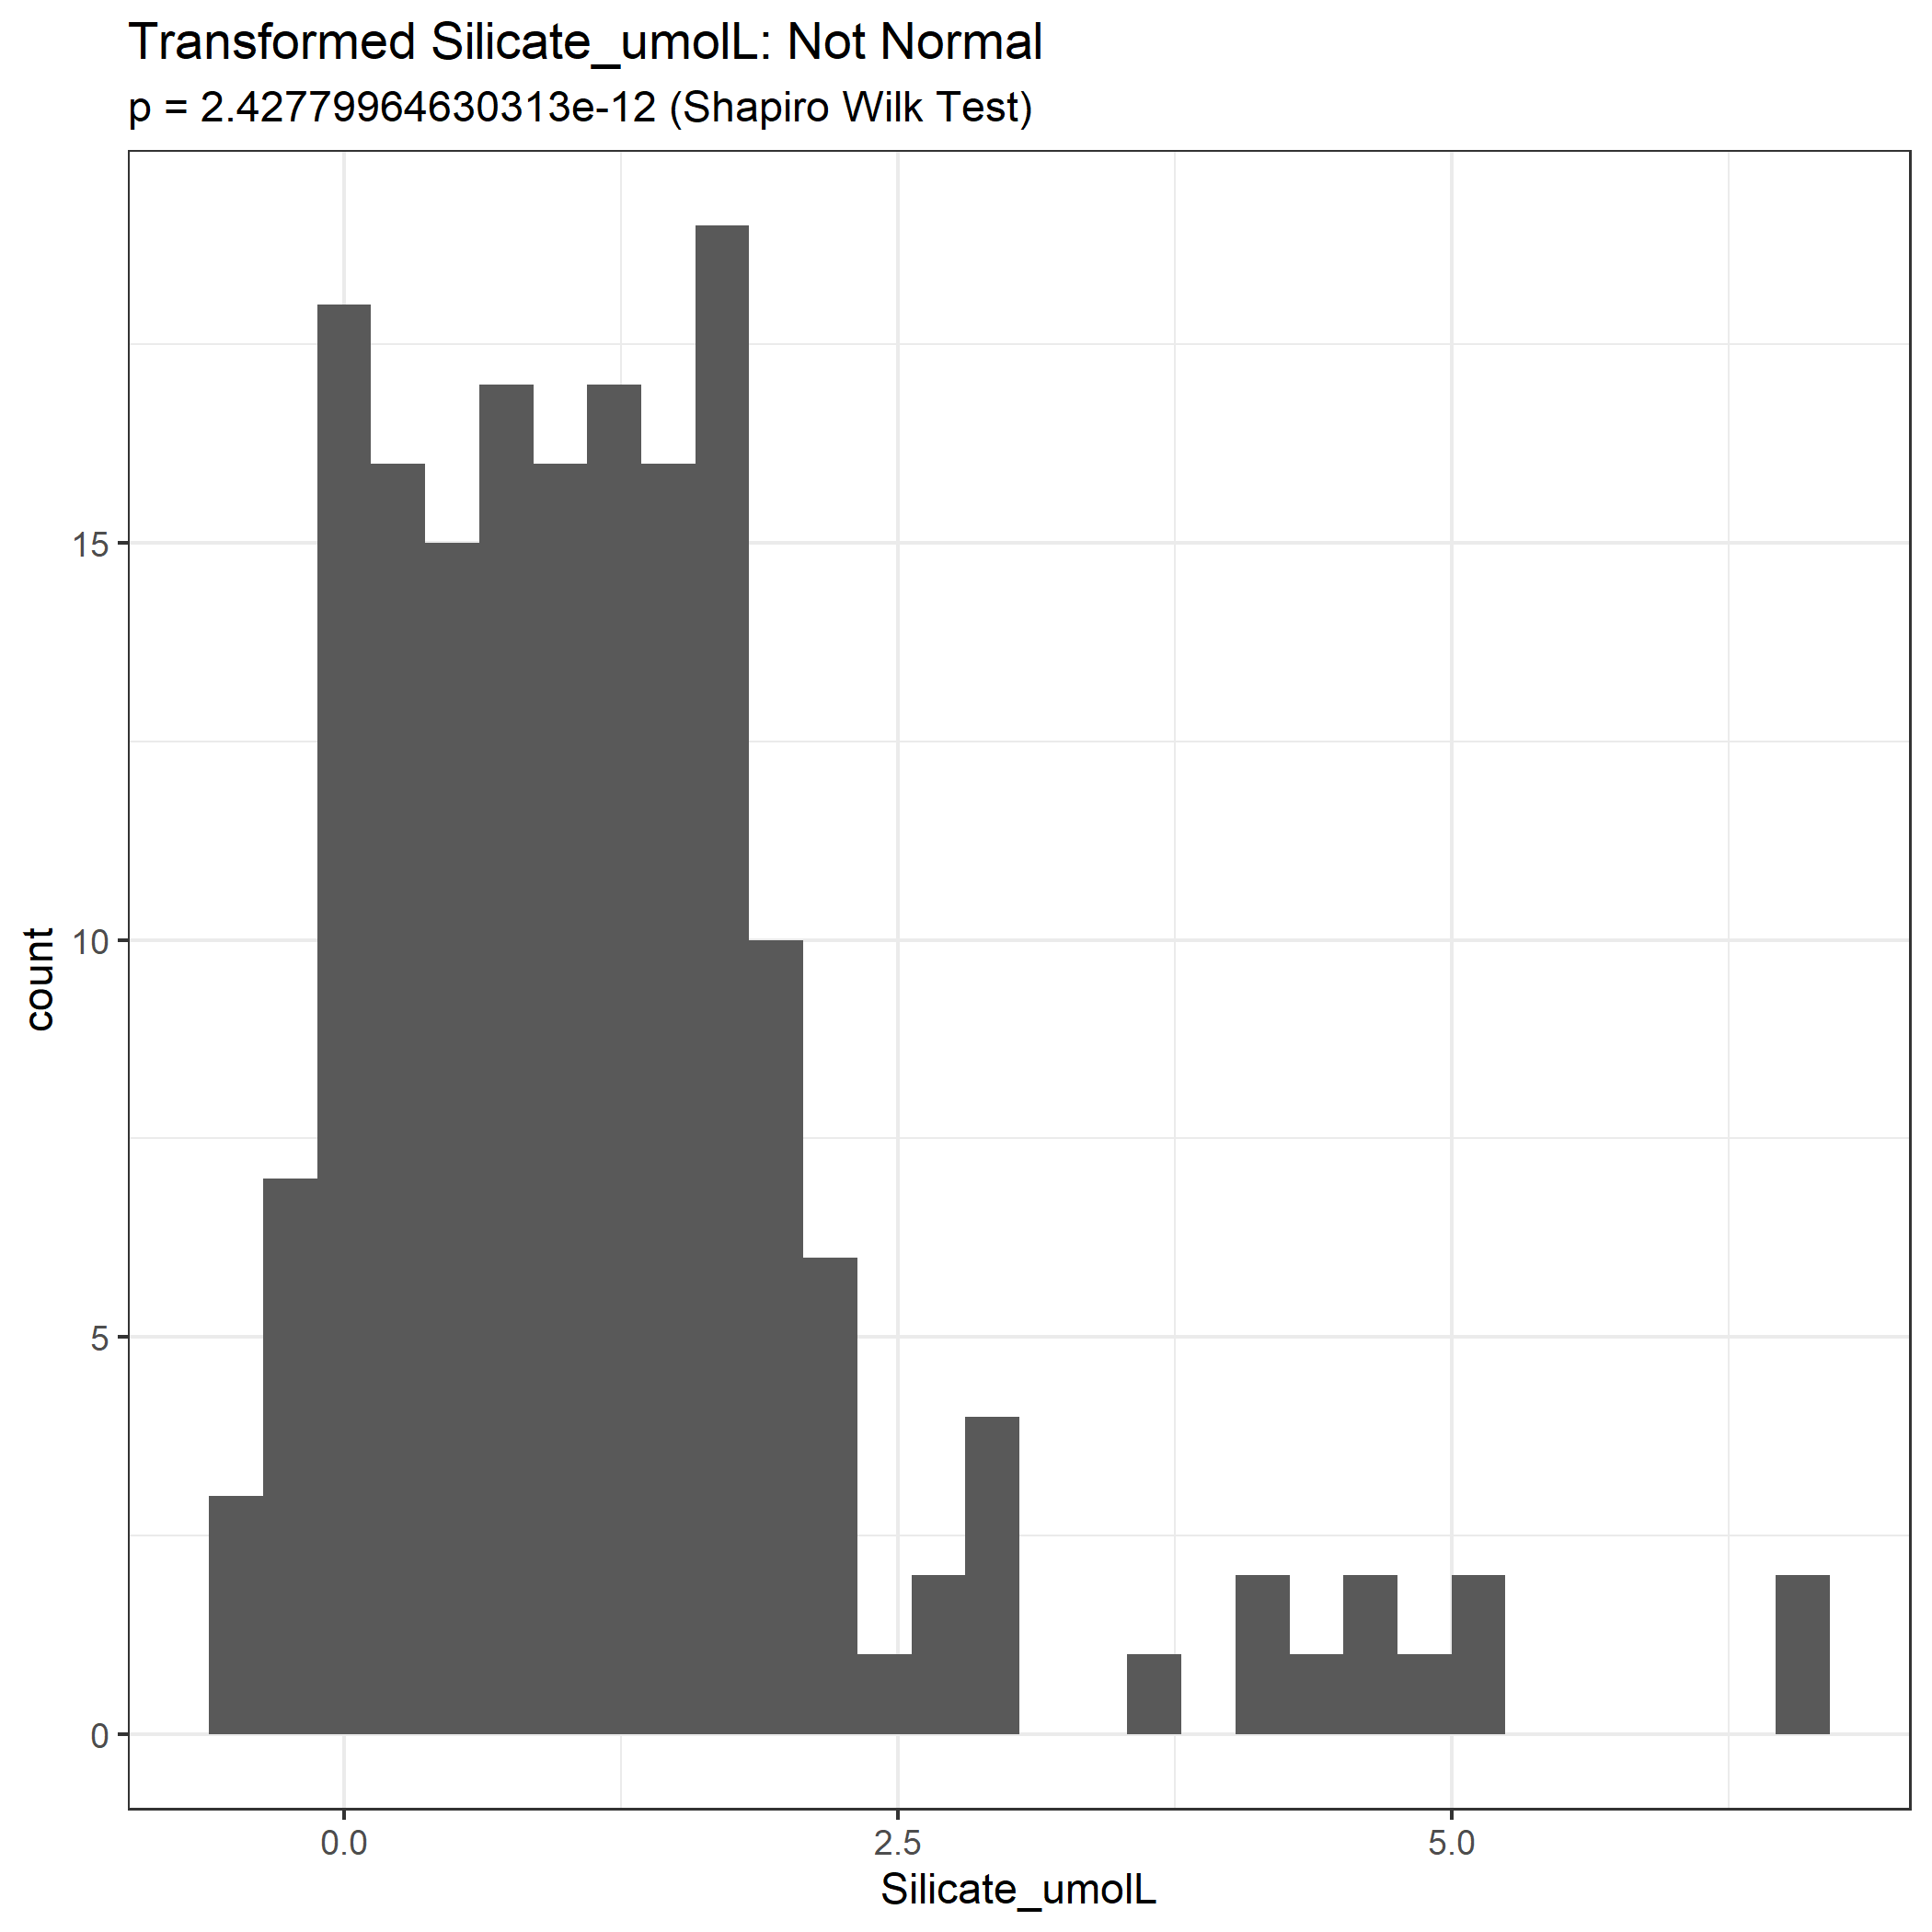 Transformed Silicate_umolL: Not Normal
p = 2.42779964630313e-12 (Shapiro Wilk Test)
count
15
10
5
0
0.0
2.5
5.0
Silicate_umolL